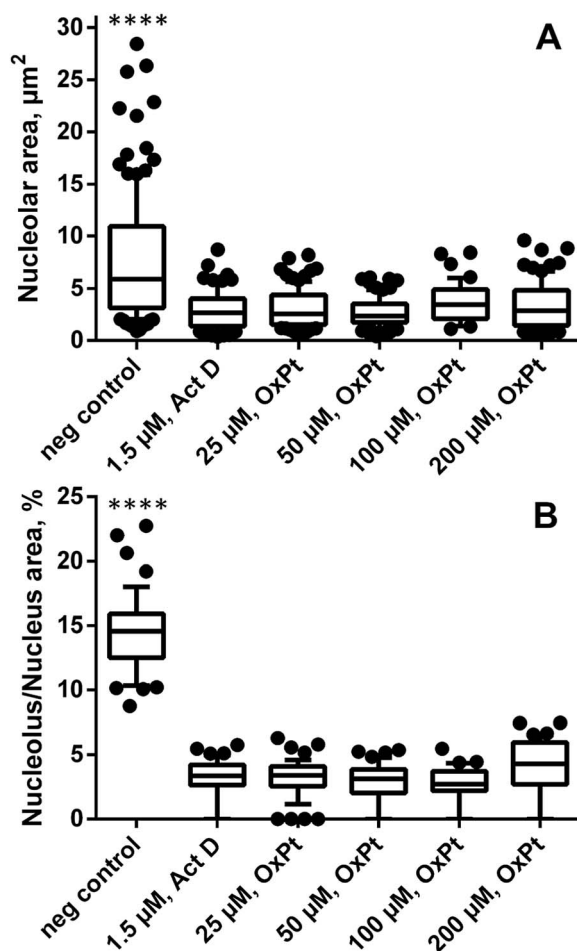 ****
A
30
25
20
15
10
5
0
Nucleolar area, µm²
neg control
1.5 µM, Act D
25 µM, OxPt
50 µM, OxPt
100 µM, OxPt
200 µM, OxPt
****
B
25
20
15
10
5
0
Nucleolus/Nucleus area, %
neg control
1.5 µM, Act D
25 µM, OxPt
50 µM, OxPt
100 µM, OxPt
200 µM, OxPt